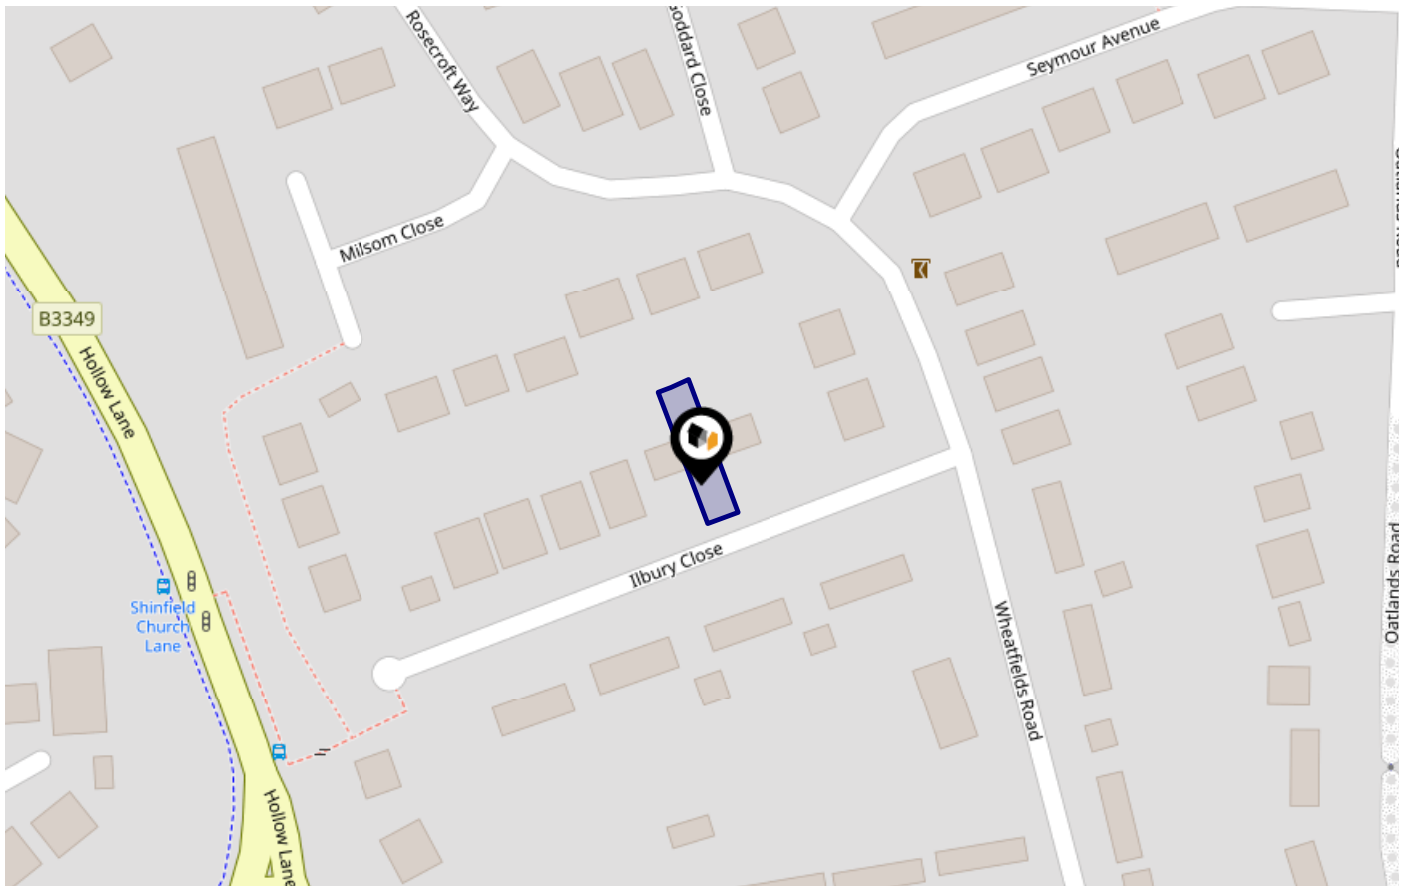 Rosecroft Way
Goddard Close
Seymour Avenue
Milsom Close
B3349
Hollow Lane
Ilbury Close
Shinfield
Church
Lane
Wheatfields Road
Oatlands Road
Hollow Lane